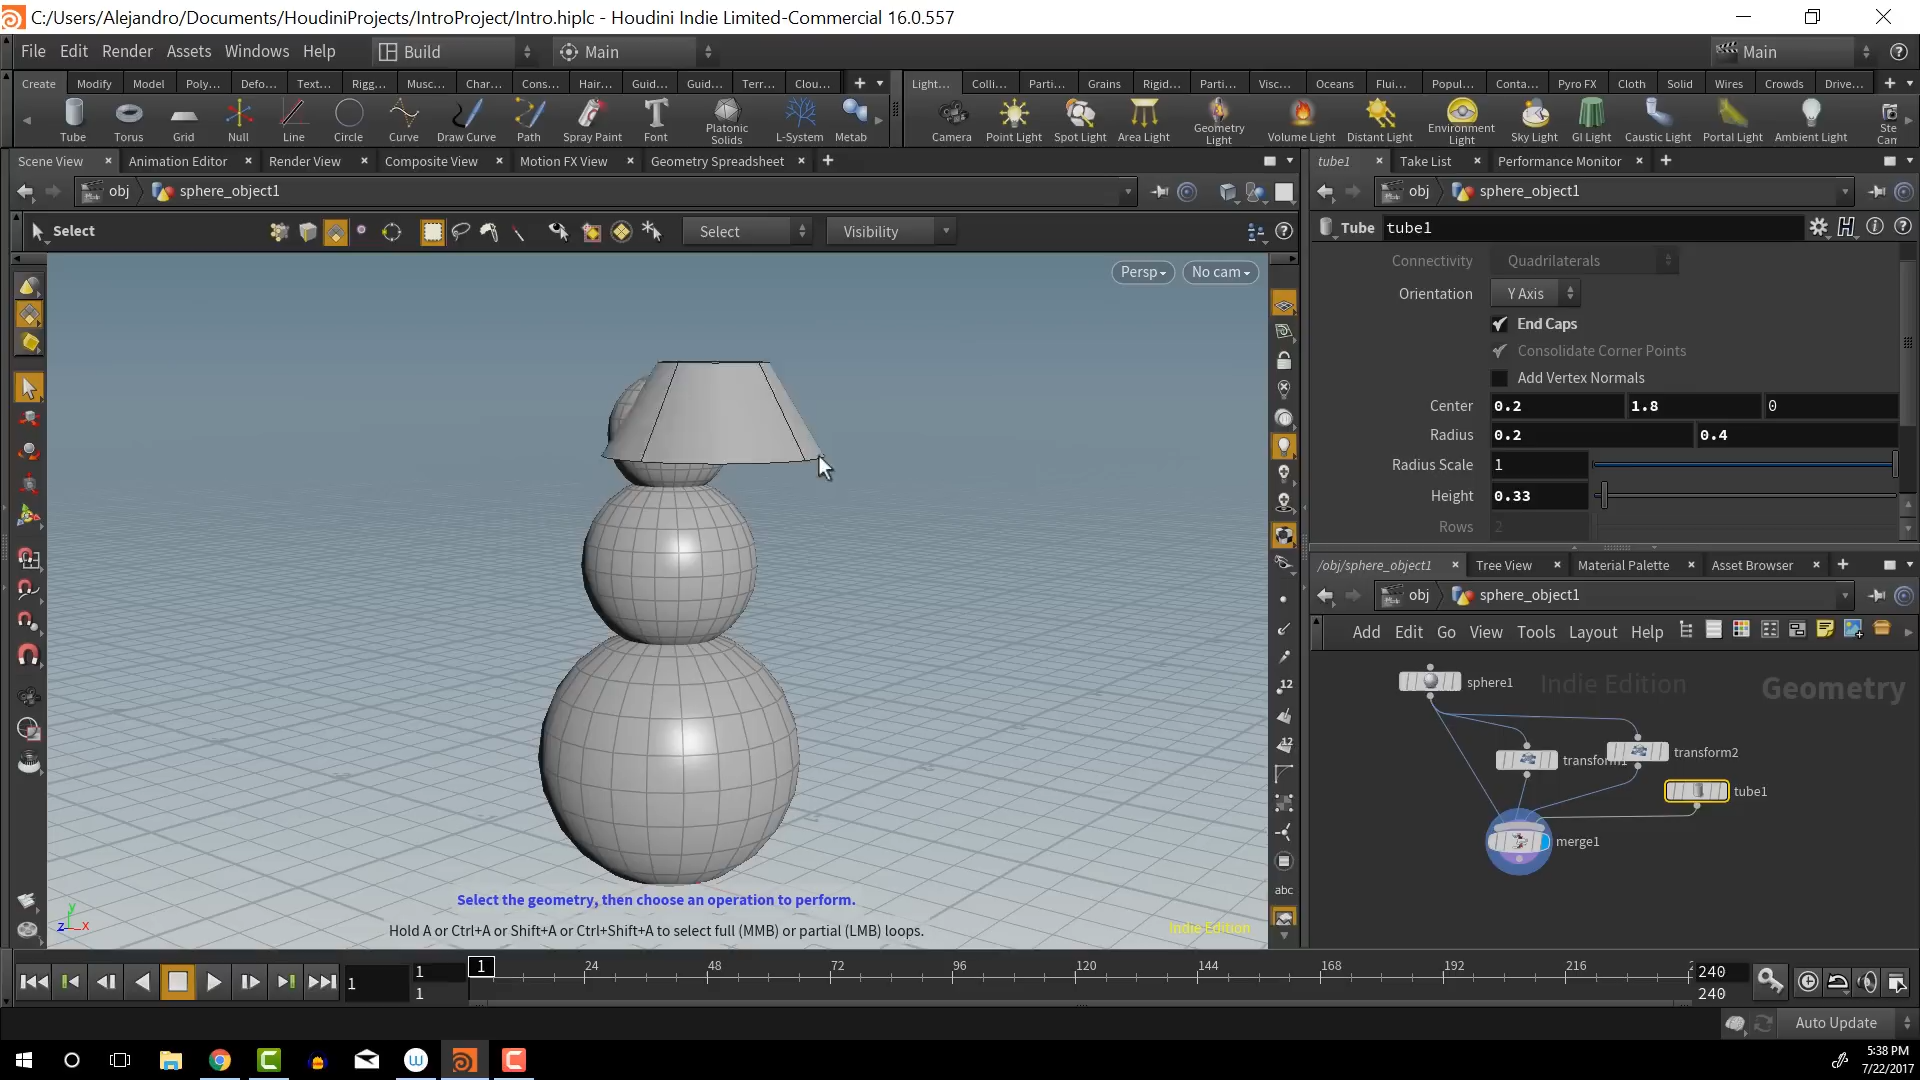 C:/Users/Alejandro/Documents/HoudiniProjects/IntroProject/Intro.hiplc - Houdini Indie Limited-Commercial 16.0.557
File Edit Render Assets Windows Help Build Main Main
Create Modify Model Poly... Defo... Text... Rigg... Musc... Char... Cons... Hair... Guid... Guid... Terr... Clou...
Light... Colli... Parti... Grains Rigid... Parti... Visc... Oceans Flui... Popul... Conta... Pyro FX Cloth Solid Wires Crowds Drive...
Tube Torus Grid Null Line Circle Curve Draw Curve Path Spray Paint Font Platonic Solids L-System Metab
Camera Point Light Spot Light Area Light Geometry Light Volume Light Distant Light Environment Light Sky Light GI Light Caustic Light Portal Light Ambient Light Ste Can
Scene View Animation Editor Render View Composite View Motion FX View Geometry Spreadsheet
tube1 Take List Performance Monitor
obj sphere_object1
obj sphere_object1
Select Select Visibility
Tube tube1
Persp No cam
Connectivity Quadrilaterals
Orientation Y Axis
End Caps
Consolidate Corner Points
Add Vertex Normals
Center 0.2 1.8 0
Radius 0.2 0.4
Radius Scale 1
Height 0.33
Rows 2
/obj/sphere_object1 Tree View Material Palette Asset Browser
obj sphere_object1
Add Edit Go View Tools Layout Help
Indie Edition Geometry
sphere1
transform1
transform2
tube1
merge1
12
12
abc
y
z x
Select the geometry, then choose an operation to perform.
Hold A or Ctrl+A or Shift+A or Ctrl+Shift+A to select full (MMB) or partial (LMB) loops.
Indie Edition
1 1 1 1 24 48 72 96 120 144 168 192 216 2 240 240
Auto Update
5:38 PM
7/22/2017